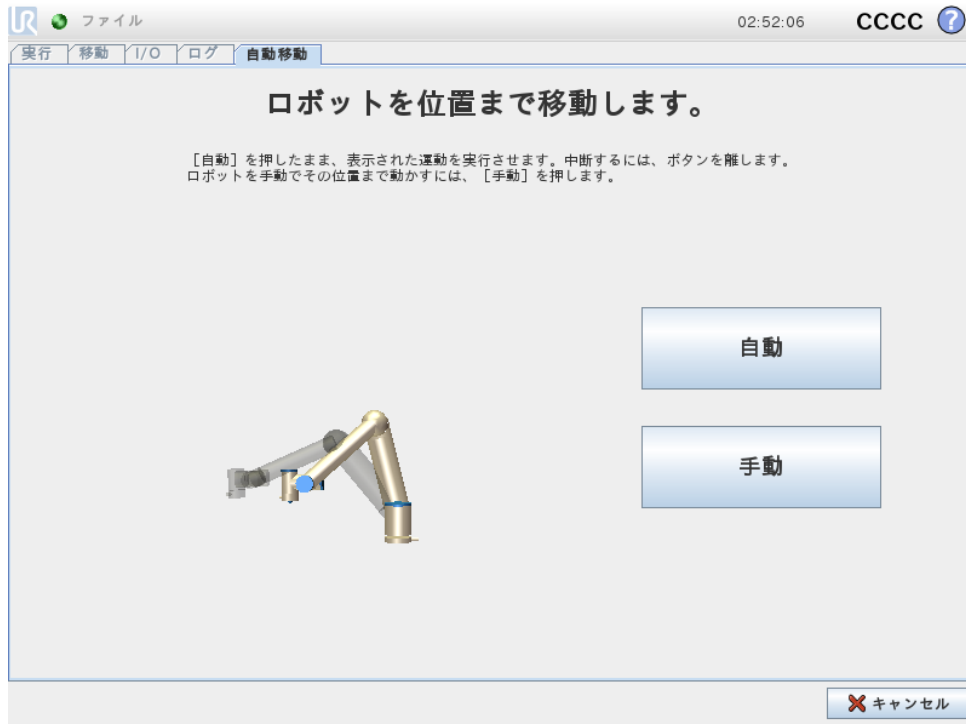 UR ファイル 02:52:06 CCCC ?
実行 移動 I/O ログ 自動移動
ロボットを位置まで移動します。
［自動］を押したまま、表示された運動を実行させます。中断するには、ボタンを離します。
ロボットを手動でその位置まで動かすには、［手動］を押します。
自動
手動
キャンセル